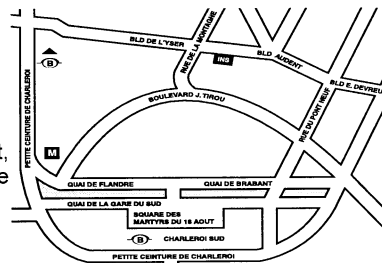 BLD DE L'YSER
RUE DE LA MONTAGNE
INS
BLD AUDENT
BLD E. DEVREU
B
BOULEVARD J. TIROU
RUE DU PONT NEUF
PETITE CEINTURE DE CHARLEROI
M
t,
e
QUAI DE FLANDRE
QUAI DE BRABANT
QUAI DE LA GARE DU SUD
SQUARE DES
MARTYRS DU 18 AOUT
B
CHARLEROI SUD
PETITE CEINTURE DE CHARLEROI